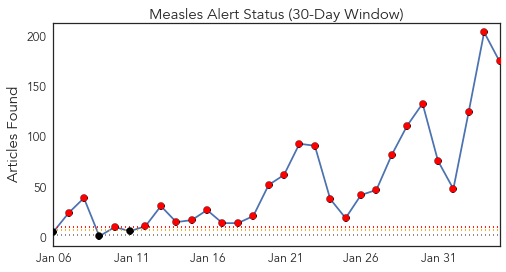 Measles Alert Status (30-Day Window)
Articles Found
200
150
100
50
0
Jan 06
Jan 11
Jan 16
Jan 21
Jan 26
Jan 31